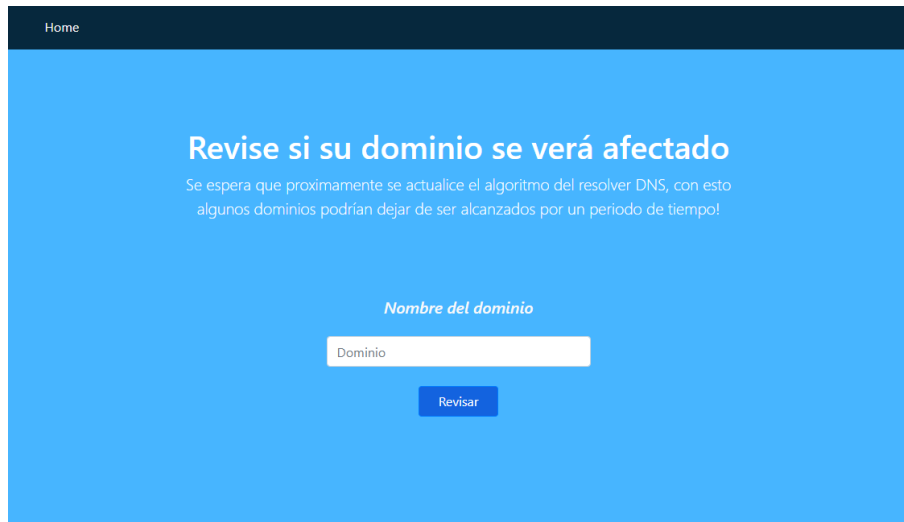 Home
Revise si su dominio se verá afectado
Se espera que proximamente se actualice el algoritmo del resolver DNS, con esto
algunos dominios podrían dejar de ser alcanzados por un periodo de tiempo!
Nombre del dominio
Dominio
Revisar